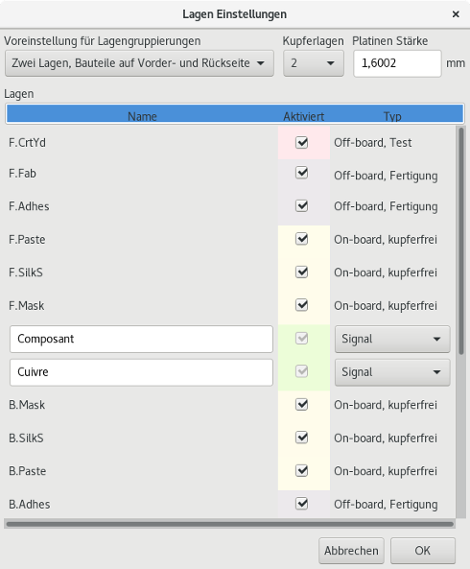 Lagen Einstellungen
Voreinstellung für Lagengruppierungen Kupferlagen Platinen Stärke
Zwei Lagen, Bauteile auf Vorder- und Rückseite 2 1,6002 mm
Lagen
Name Aktiviert Typ
F.CrtYd Off-board, Test
F.Fab Off-board, Fertigung
F.Adhes Off-board, Fertigung
F.Paste On-board, kupferfrei
F.SilkS On-board, kupferfrei
F.Mask On-board, kupferfrei
Composant Signal
Cuivre Signal
B.Mask On-board, kupferfrei
B.SilkS On-board, kupferfrei
B.Paste On-board, kupferfrei
B.Adhes Off-board, Fertigung
Abbrechen OK